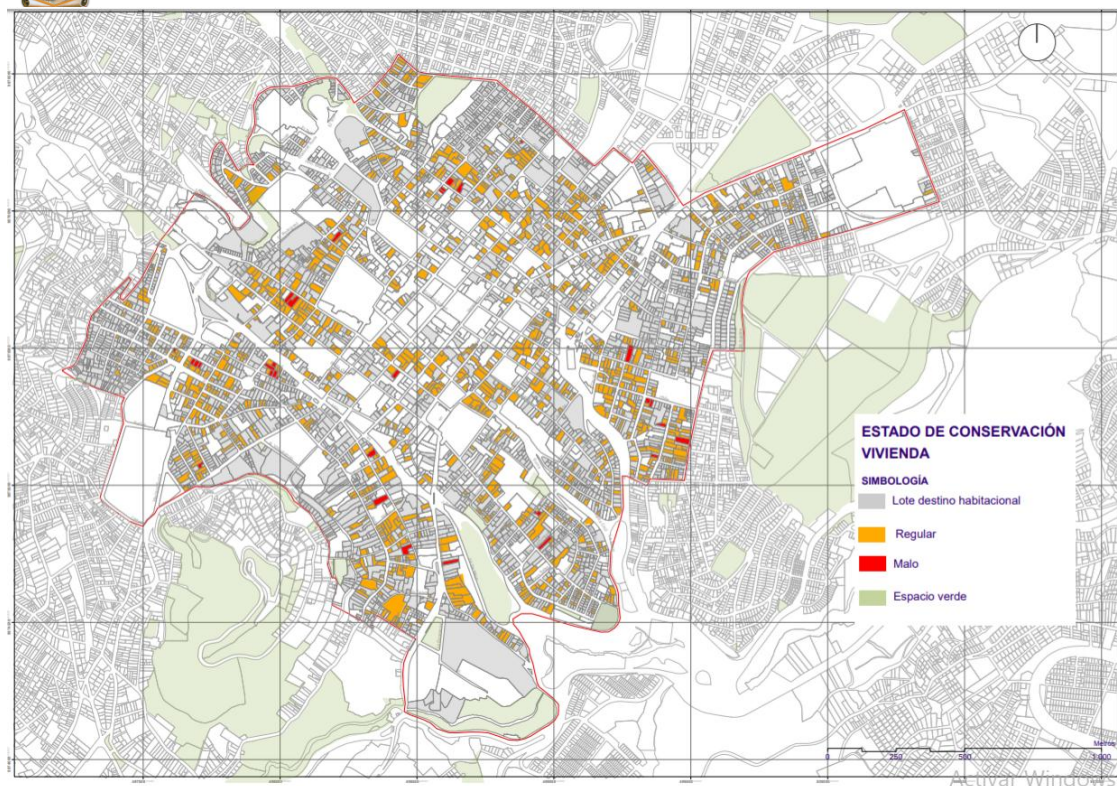 ESTADO DE CONSERVACIÓN
VIVIENDA
SIMBOLOGÍA
Lote destino habitacional
Regular
Malo
Espacio verde
Metros
0 250 500 1.000
Activar Windows